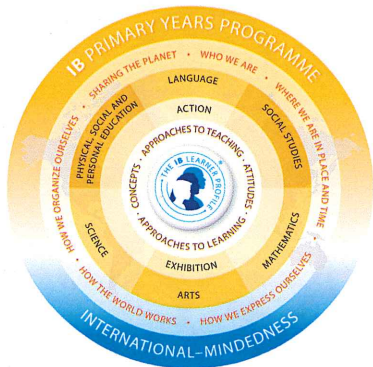 IB PRIMARY YEARS PROGRAMME
SHARING THE PLANET • WHO WE ARE • WHERE WE ARE IN PLACE AND TIME • HOW WE EXPRESS OURSELVES • HOW THE WORLD WORKS • HOW WE ORGANIZE OURSELVES •
LANGUAGE
SOCIAL STUDIES
MATHEMATICS
ARTS
SCIENCE
PHYSICAL, SOCIAL AND
PERSONAL EDUCATION
ACTION
EXHIBITION
APPROACHES TO TEACHING • ATTITUDES • APPROACHES TO LEARNING • CONCEPTS •
THE IB LEARNER PROFILE
INTERNATIONAL-MINDEDNESS